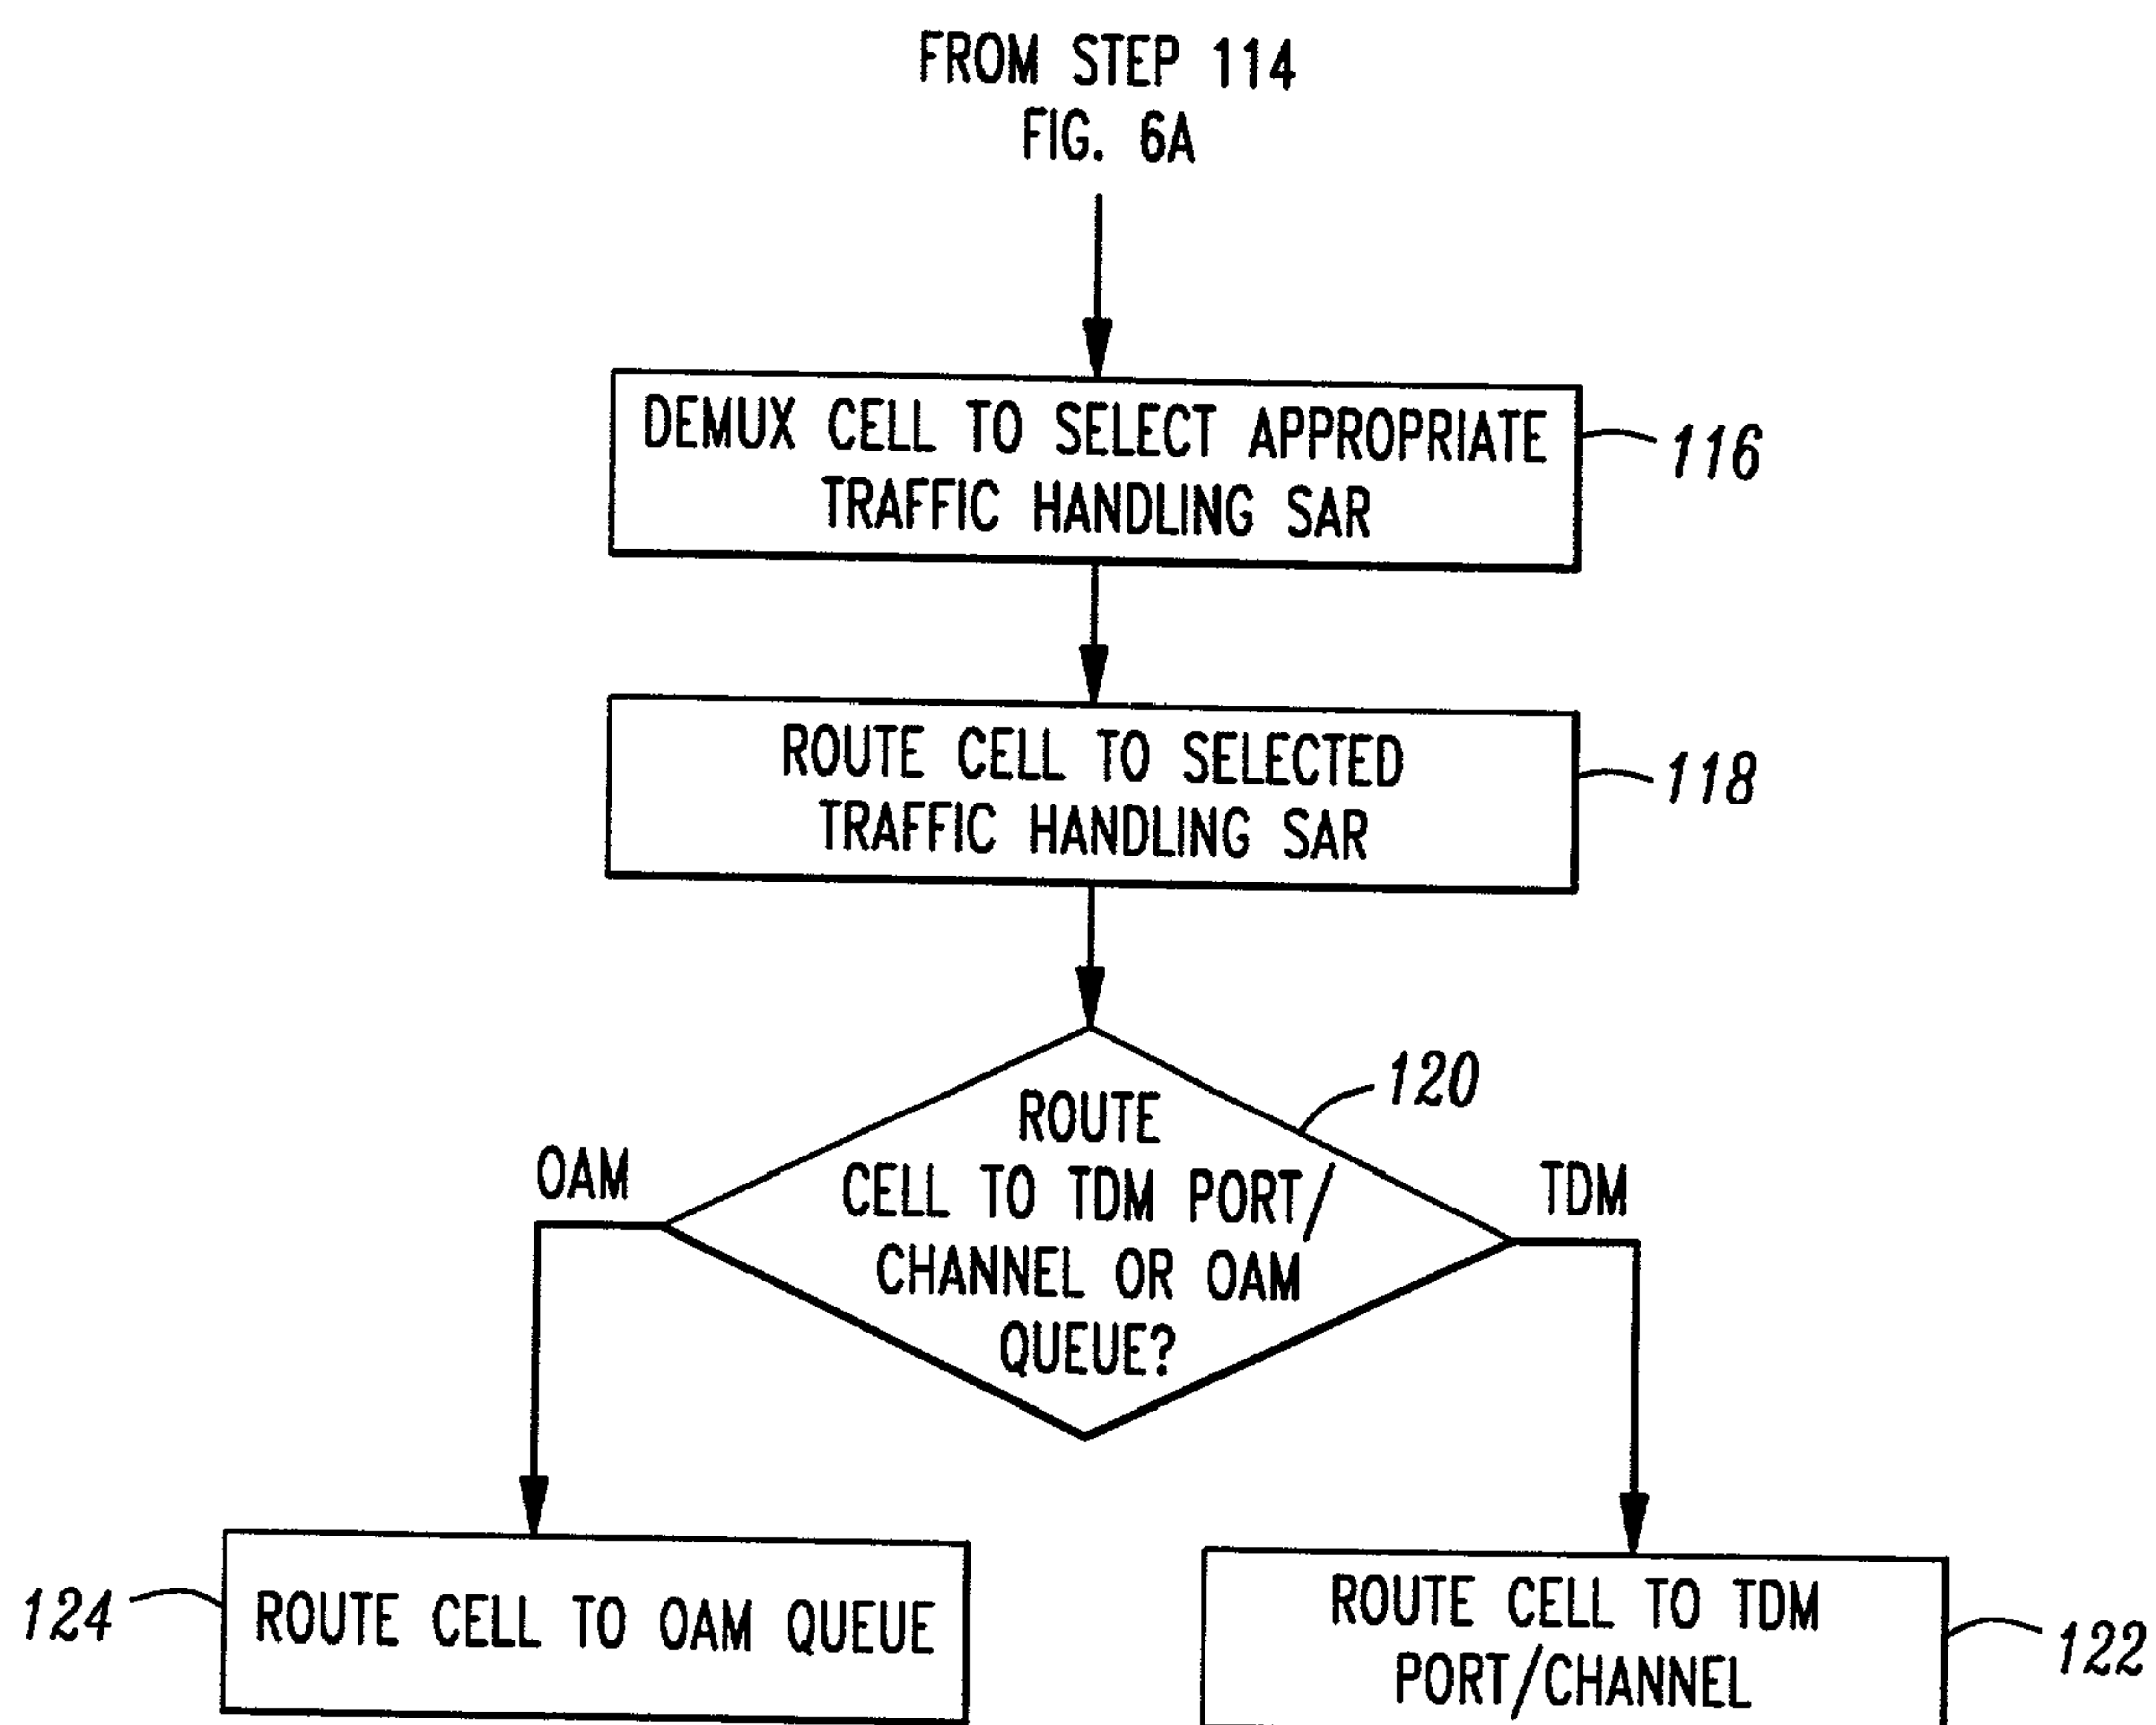 FROM STEP 114
FIG. 6A
DEMUX CELL TO SELECT APPROPRIATE
TRAFFIC HANDLING SAR
116
ROUTE CELL TO SELECTED
TRAFFIC HANDLING SAR
118
ROUTE
CELL TO TDM PORT/
CHANNEL OR OAM
QUEUE?
120
OAM
TDM
124
ROUTE CELL TO OAM QUEUE
ROUTE CELL TO TDM
PORT/CHANNEL
122